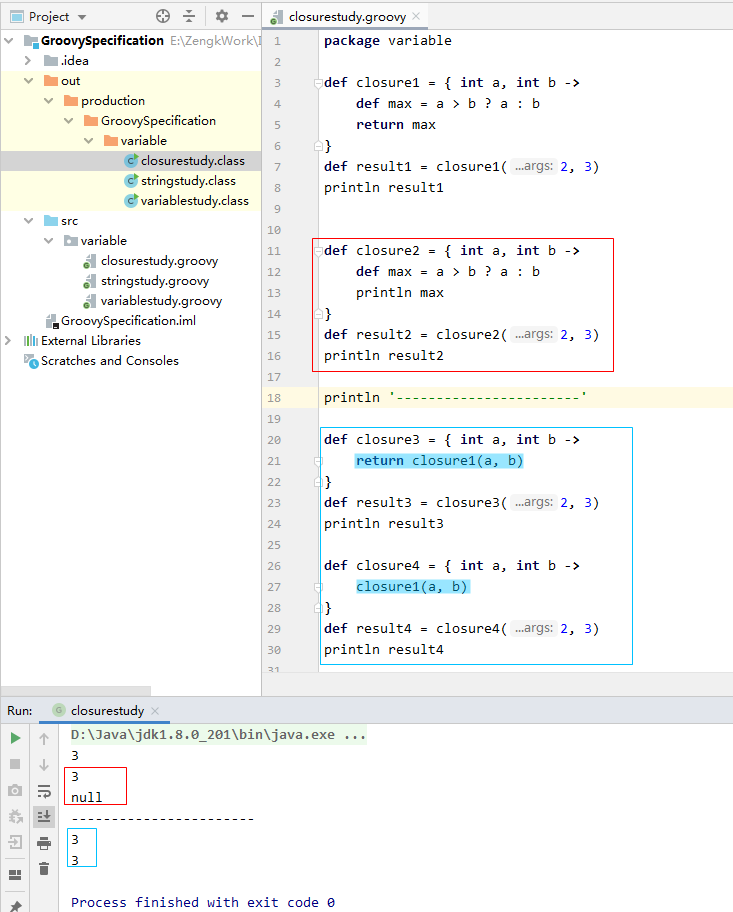 Project
GroovySpecification E:\ZengkWork\I
.idea
out
production
GroovySpecification
variable
closurestudy.class
stringstudy.class
variablestudy.class
src
variable
closurestudy.groovy
stringstudy.groovy
variablestudy.groovy
GroovySpecification.iml
External Libraries
Scratches and Consoles
closurestudy.groovy
1 package variable
2
3 def closure1 = { int a, int b ->
4 def max = a > b ? a : b
5 return max
6 }
7 def result1 = closure1( ...args: 2, 3)
8 println result1
9
10
11 def closure2 = { int a, int b ->
12 def max = a > b ? a : b
13 println max
14 }
15 def result2 = closure2( ...args: 2, 3)
16 println result2
17
18 println '-----------------------'
19
20 def closure3 = { int a, int b ->
21 return closure1(a, b)
22 }
23 def result3 = closure3( ...args: 2, 3)
24 println result3
25
26 def closure4 = { int a, int b ->
27 closure1(a, b)
28 }
29 def result4 = closure4( ...args: 2, 3)
30 println result4
31
Run: closurestudy
D:\Java\jdk1.8.0_201\bin\java.exe ...
3
3
null
-----------------------
3
3
Process finished with exit code 0